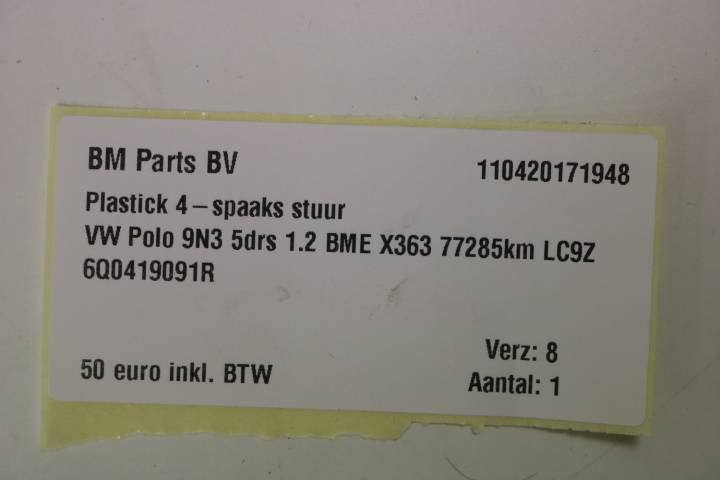 BM Parts BV 110420171948
Plastick 4 – spaaks stuur
VW Polo 9N3 5drs 1.2 BME X363 77285km LC9Z
6Q0419091R
Verz: 8
50 euro inkl. BTW Aantal: 1